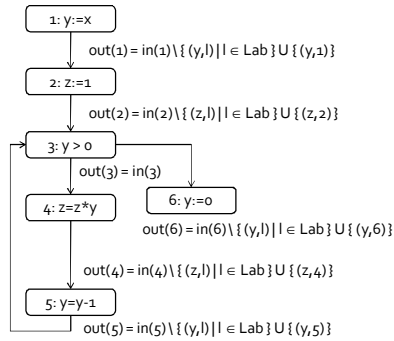 1: y:=x
out(1) = in(1) \ { (y,l) | l ∈ Lab } U { (y,1) }
2: z:=1
out(2) = in(2) \ { (z,l) | l ∈ Lab } U { (z,2) }
3: y > 0
out(3) = in(3)
4: z=z*y
6: y:=0
out(6) = in(6) \ { (y,l) | l ∈ Lab } U { (y,6) }
out(4) = in(4) \ { (z,l) | l ∈ Lab } U { (z,4) }
5: y=y-1
out(5) = in(5) \ { (y,l) | l ∈ Lab } U { (y,5) }